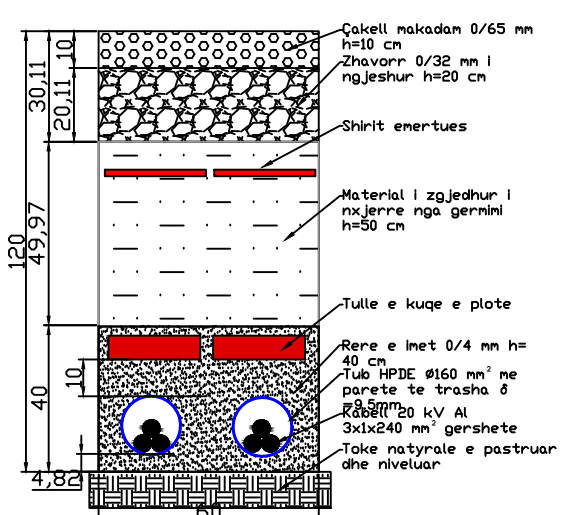 Çakell makadam 0/65 mm
h=10 cm
Zhavorr 0/32 mm i
ngjeshur h=20 cm
Shirit emertues
Material i zgjedhur i
nxjerre nga germimi
h=50 cm
Tulle e kuqe e plote
Rere e imet 0/4 mm h=
40 cm
Tub HPDE Ø160 mm² me
parete te trasha δ
=9.5mm
Kabell 20 kV Al
3x1x240 mm² gershete
Toke natyrale e pastruar
dhe niveluar
10
30,11
20,11
120
49,97
10
40
4,82
60